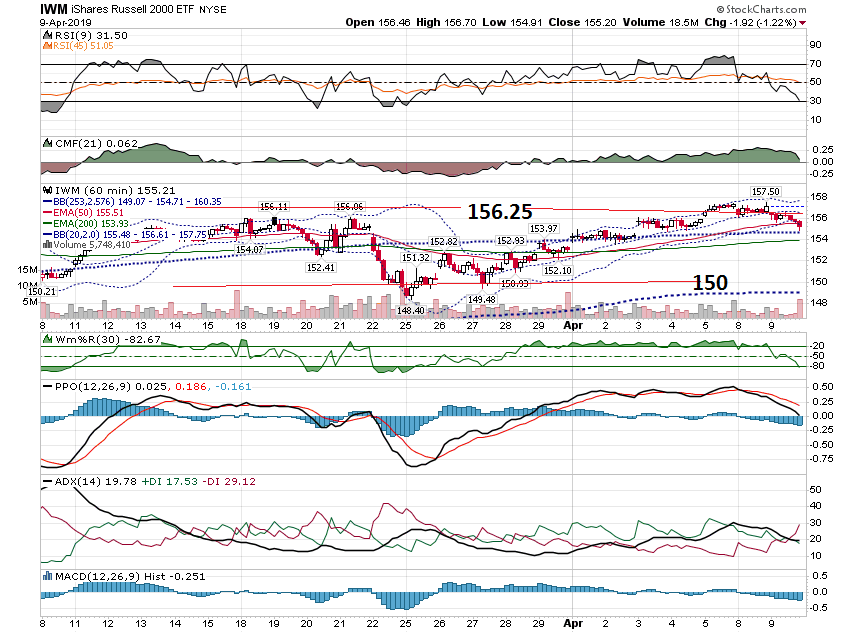 IWM iShares Russell 2000 ETF NYSE © StockCharts.com
9-Apr-2019 Open 156.46 High 156.70 Low 154.91 Close 155.20 Volume 18.5M Chg -1.92 (-1.22%)
RSI(9) 31.50
RSI(45) 51.05
90
70
50
30
10
CMF(21) 0.062
0.25
0.00
-0.25
IWM (60 min) 155.21
BB(253,2.576) 149.07 - 154.71 - 160.35
EMA(50) 155.51
EMA(200) 153.93
BB(20,2.0) 155.48 - 156.61 - 157.75
Volume 5,748,410
158
156
154
152
150
148
15M
10M
5M
150.21
154.07
156.11
152.41
156.06
151.32
148.40
152.82
149.48
152.93
150.93
153.97
152.10
157.50
156.25
150
8 11 12 13 14 15 18 19 20 21 22 25 26 27 28 29 Apr 2 3 4 5 8 9
Wm%R(30) -82.67
-20
-50
-80
PPO(12,26,9) 0.025, 0.186, -0.161
0.50
0.25
0.00
-0.25
-0.50
-0.75
ADX(14) 19.78 +DI 17.53 -DI 29.12
50
40
30
20
10
MACD(12,26,9) Hist -0.251
0.5
0.0
-0.5
8 11 12 13 14 15 18 19 20 21 22 25 26 27 28 29 Apr 2 3 4 5 8 9